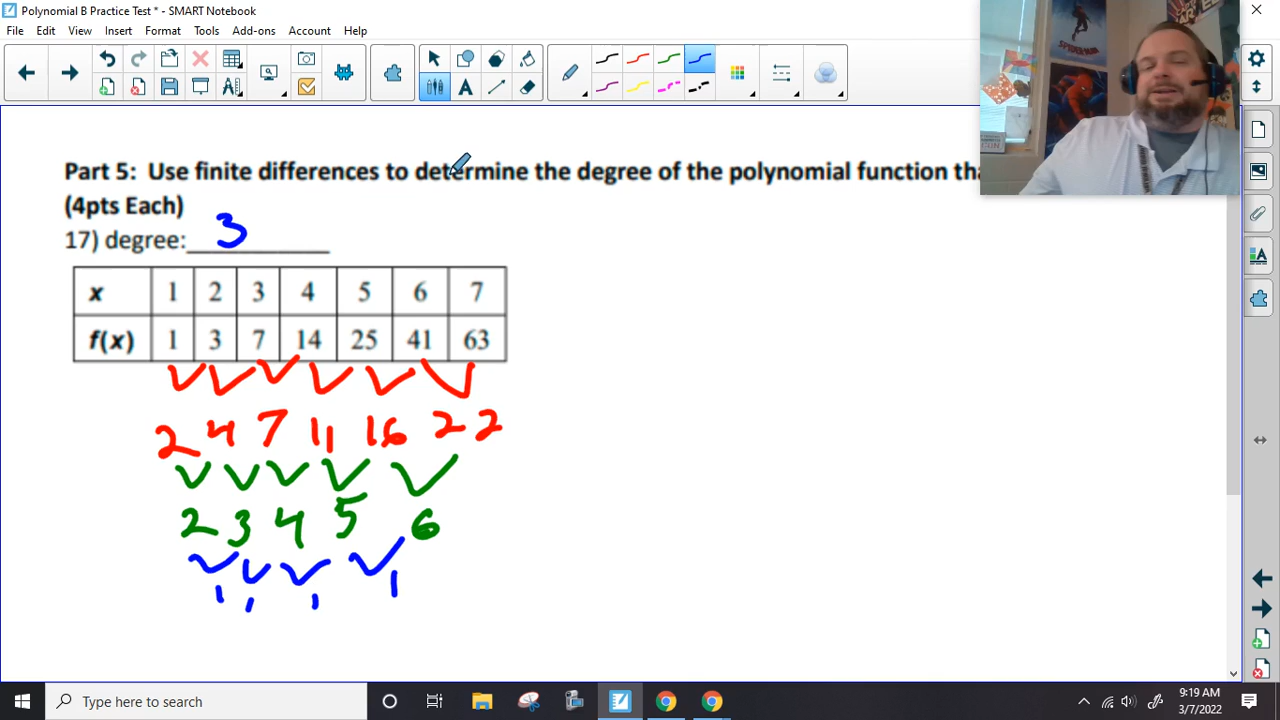 Polynomial B Practice Test * - SMART Notebook
File Edit View Insert Format Tools Add-ons Account Help
Part 5: Use finite differences to determine the degree of the polynomial function tha
(4pts Each)
17) degree: 3
x 1 2 3 4 5 6 7
f(x) 1 3 7 14 25 41 63
2 4 7 11 16 22
2 3 4 5 6
1 1 1 1
Type here to search
9:19 AM
3/7/2022